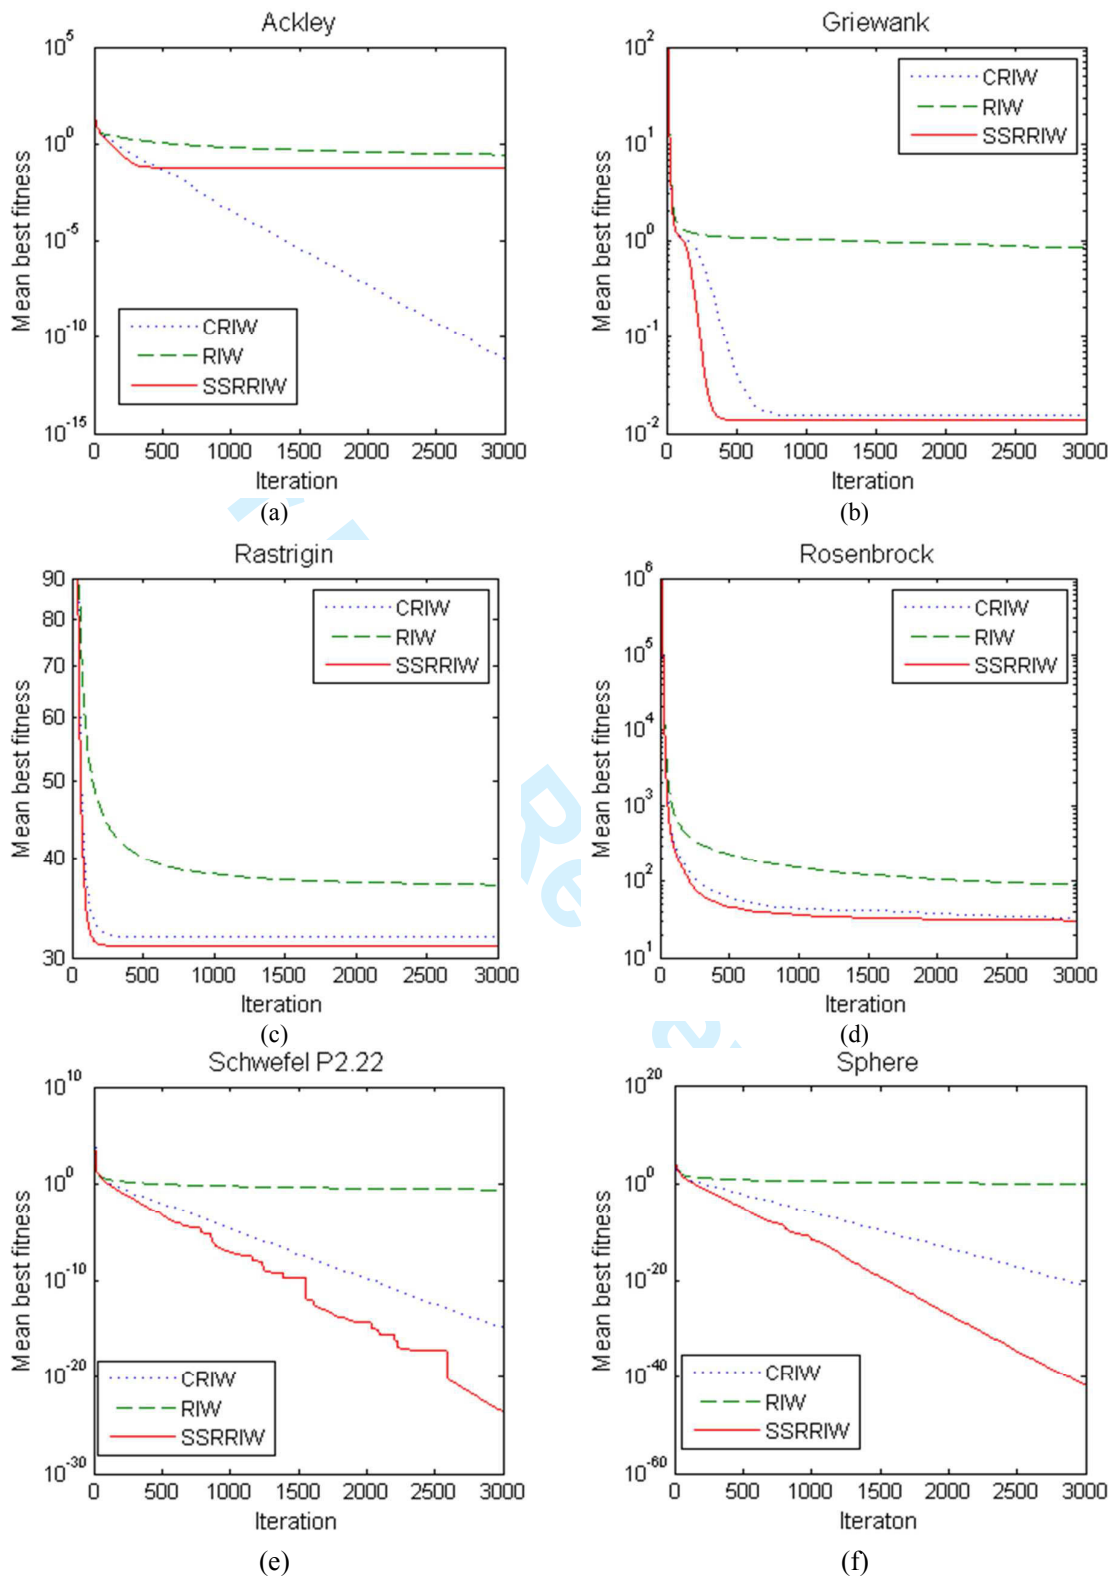 Ackley
Mean best fitness
10^5
10^0
10^-5
10^-10
10^-15
CRIW
RIW
SSRRIW
0 500 1000 1500 2000 2500 3000
Iteration
(a)
Griewank
Mean best fitness
10^2
10^1
10^0
10^-1
10^-2
CRIW
RIW
SSRRIW
0 500 1000 1500 2000 2500 3000
Iteration
(b)
Rastrigin
Mean best fitness
90
80
70
60
50
40
30
CRIW
RIW
SSRRIW
0 500 1000 1500 2000 2500 3000
Iteration
(c)
Rosenbrock
Mean best fitness
10^6
10^5
10^4
10^3
10^2
10^1
CRIW
RIW
SSRRIW
0 500 1000 1500 2000 2500 3000
Iteration
(d)
Schwefel P2.22
Mean best fitness
10^10
10^0
10^-10
10^-20
10^-30
CRIW
RIW
SSRRIW
0 500 1000 1500 2000 2500 3000
Iteration
(e)
Sphere
Mean best fitness
10^20
10^0
10^-20
10^-40
10^-60
CRIW
RIW
SSRRIW
0 500 1000 1500 2000 2500 3000
Iteraton
(f)